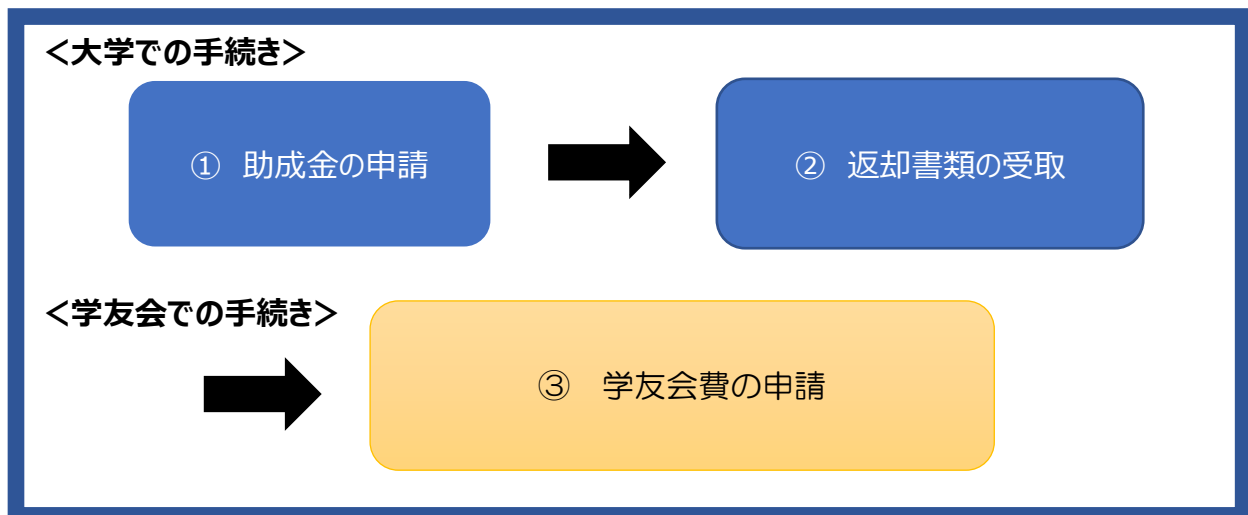 ＜大学での手続き＞
① 助成金の申請
② 返却書類の受取
＜学友会での手続き＞
③ 学友会費の申請